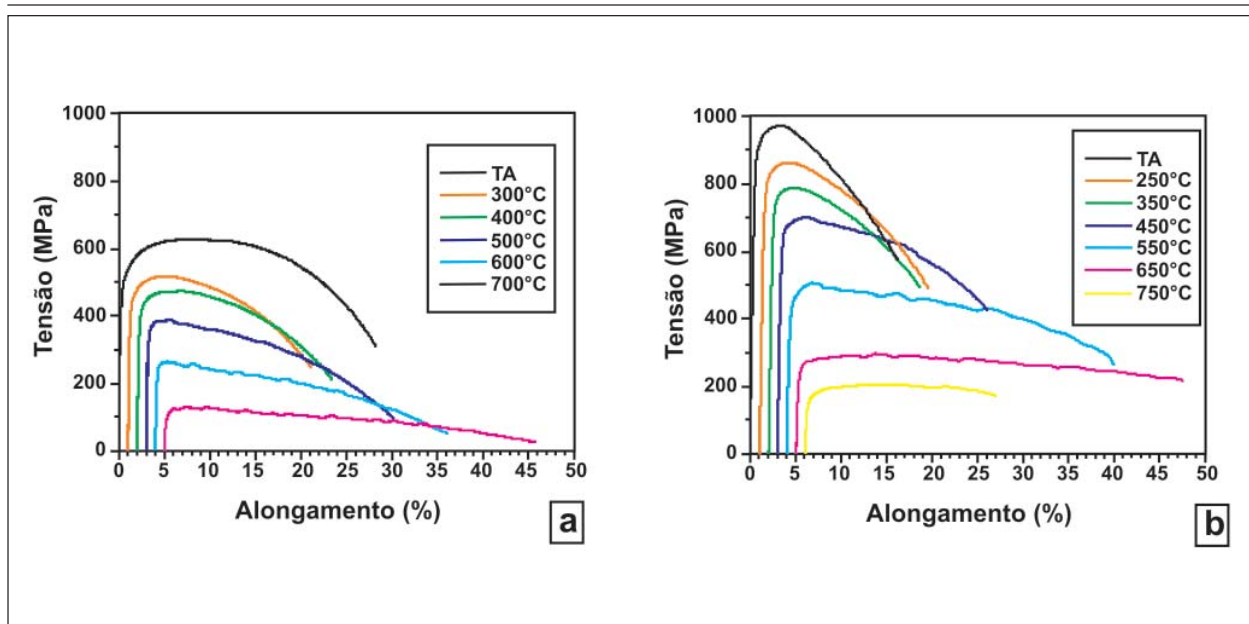 1000
800
600
400
200
0
Tensão (MPa)
TA
300°C
400°C
500°C
600°C
700°C
0 5 10 15 20 25 30 35 40 45 50
Alongamento (%)
a
1000
800
600
400
200
0
Tensão (MPa)
TA
250°C
350°C
450°C
550°C
650°C
750°C
0 5 10 15 20 25 30 35 40 45 50
Alongamento (%)
b